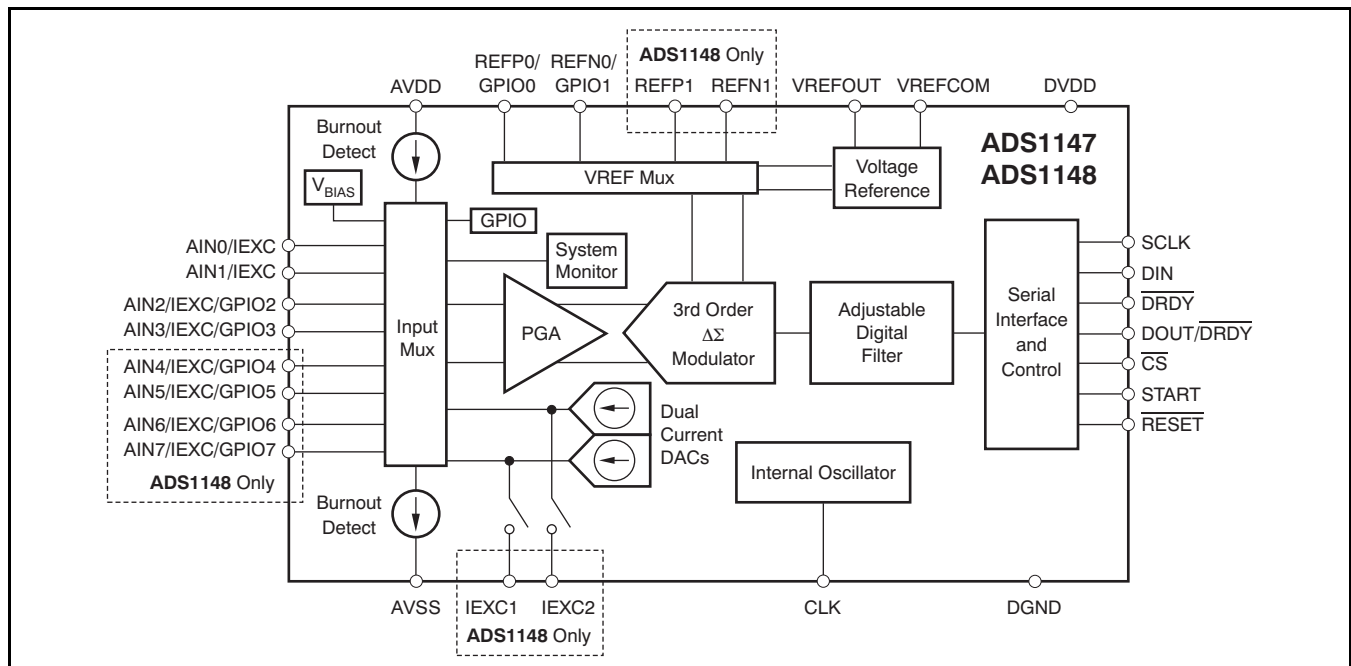 ADS1148 Only
REFP0/
GPIO0
REFN0/
GPIO1
REFP1
REFN1
AVDD
VREFOUT
VREFCOM
DVDD
Burnout
Detect
ADS1147
ADS1148
VREF Mux
Voltage
Reference
VBIAS
GPIO
System
Monitor
AIN0/IEXC
AIN1/IEXC
AIN2/IEXC/GPIO2
AIN3/IEXC/GPIO3
AIN4/IEXC/GPIO4
AIN5/IEXC/GPIO5
AIN6/IEXC/GPIO6
AIN7/IEXC/GPIO7
ADS1148 Only
Input
Mux
PGA
3rd Order
ΔΣ
Modulator
Adjustable
Digital
Filter
Serial
Interface
and
Control
SCLK
DIN
DRDY
DOUT/DRDY
CS
START
RESET
Dual
Current
DACs
Internal Oscillator
Burnout
Detect
AVSS
IEXC1
IEXC2
ADS1148 Only
CLK
DGND